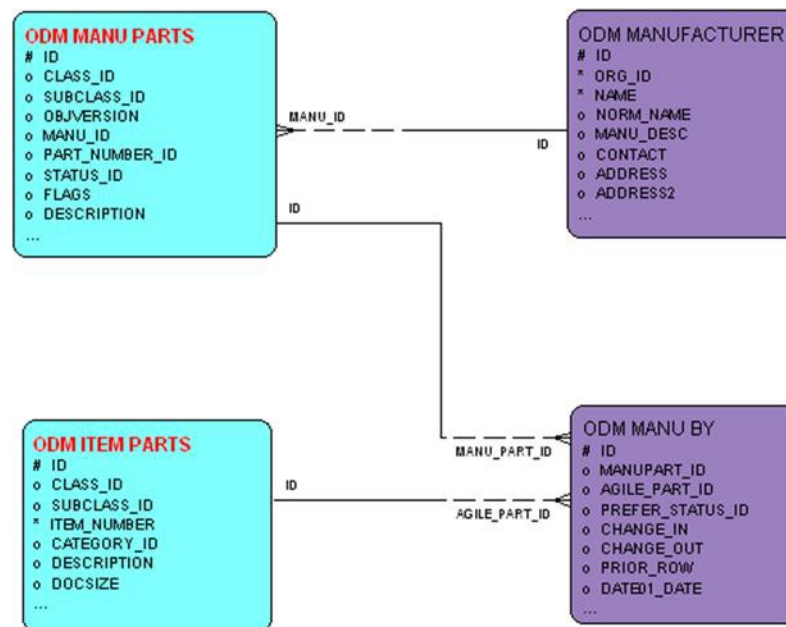 ODM MANU PARTS
# ID
o CLASS_ID
o SUBCLASS_ID
o OBJVERSION
o MANU_ID
o PART_NUMBER_ID
o STATUS_ID
o FLAGS
o DESCRIPTION
...
MANU_ID
ID
ID
ODM MANUFACTURER
# ID
* ORG_ID
* NAME
o NORM_NAME
o MANU_DESC
o CONTACT
o ADDRESS
o ADDRESS2
...
ODM ITEM PARTS
# ID
o CLASS_ID
o SUBCLASS_ID
* ITEM_NUMBER
o CATEGORY_ID
o DESCRIPTION
o DOCSIZE
...
ID
MANU_PART_ID
AGILE_PART_ID
ODM MANU BY
# ID
o MANUPART_ID
o AGILE_PART_ID
o PREFER_STATUS_ID
o CHANGE_IN
o CHANGE_OUT
o PRIOR_ROW
o DATE01_DATE
...